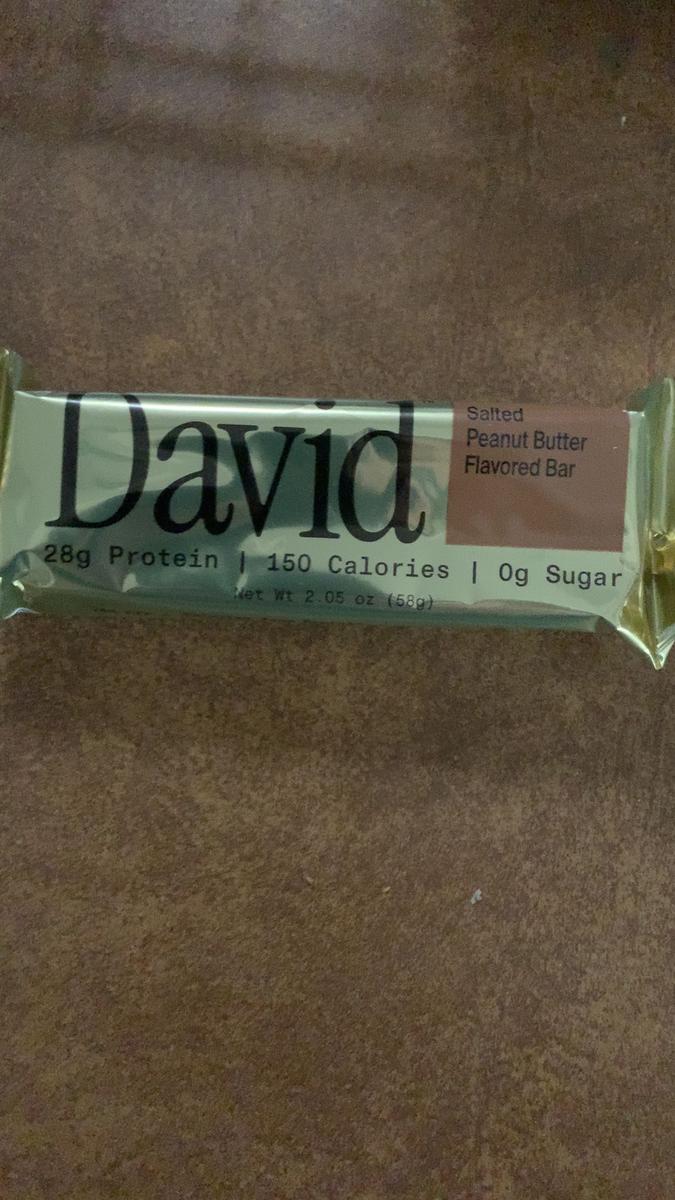 David
Salted
Peanut Butter
Flavored Bar
28g Protein | 150 Calories | 0g Sugar
Net Wt 2.05 oz (58g)